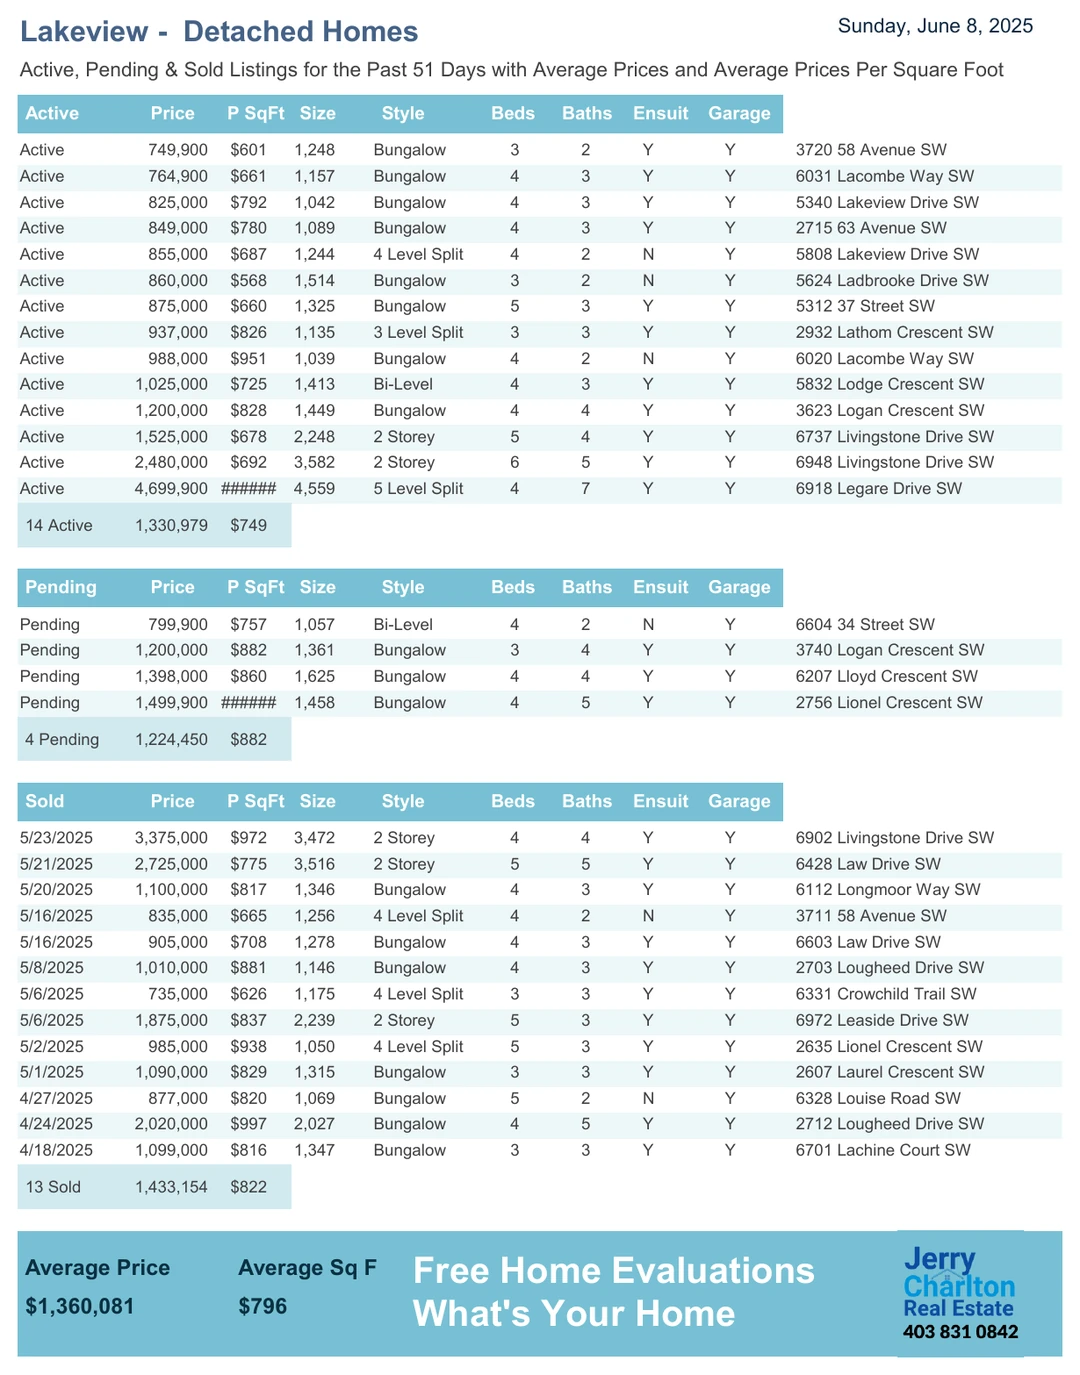 Lakeview - Detached Homes
Sunday, June 8, 2025
Active, Pending & Sold Listings for the Past 51 Days with Average Prices and Average Prices Per Square Foot
Active Price P SqFt Size Style Beds Baths Ensuit Garage
Active 749,900 $601 1,248 Bungalow 3 2 Y Y 3720 58 Avenue SW
Active 764,900 $661 1,157 Bungalow 4 3 Y Y 6031 Lacombe Way SW
Active 825,000 $792 1,042 Bungalow 4 3 Y Y 5340 Lakeview Drive SW
Active 849,000 $780 1,089 Bungalow 4 3 Y Y 2715 63 Avenue SW
Active 855,000 $687 1,244 4 Level Split 4 2 N Y 5808 Lakeview Drive SW
Active 860,000 $568 1,514 Bungalow 3 2 N Y 5624 Ladbrooke Drive SW
Active 875,000 $660 1,325 Bungalow 5 3 Y Y 5312 37 Street SW
Active 937,000 $826 1,135 3 Level Split 3 3 Y Y 2932 Lathom Crescent SW
Active 988,000 $951 1,039 Bungalow 4 2 N Y 6020 Lacombe Way SW
Active 1,025,000 $725 1,413 Bi-Level 4 3 Y Y 5832 Lodge Crescent SW
Active 1,200,000 $828 1,449 Bungalow 4 4 Y Y 3623 Logan Crescent SW
Active 1,525,000 $678 2,248 2 Storey 5 4 Y Y 6737 Livingstone Drive SW
Active 2,480,000 $692 3,582 2 Storey 6 5 Y Y 6948 Livingstone Drive SW
Active 4,699,900 ###### 4,559 5 Level Split 4 7 Y Y 6918 Legare Drive SW
14 Active 1,330,979 $749
Pending Price P SqFt Size Style Beds Baths Ensuit Garage
Pending 799,900 $757 1,057 Bi-Level 4 2 N Y 6604 34 Street SW
Pending 1,200,000 $882 1,361 Bungalow 3 4 Y Y 3740 Logan Crescent SW
Pending 1,398,000 $860 1,625 Bungalow 4 4 Y Y 6207 Lloyd Crescent SW
Pending 1,499,900 ###### 1,458 Bungalow 4 5 Y Y 2756 Lionel Crescent SW
4 Pending 1,224,450 $882
Sold Price P SqFt Size Style Beds Baths Ensuit Garage
5/23/2025 3,375,000 $972 3,472 2 Storey 4 4 Y Y 6902 Livingstone Drive SW
5/21/2025 2,725,000 $775 3,516 2 Storey 5 5 Y Y 6428 Law Drive SW
5/20/2025 1,100,000 $817 1,346 Bungalow 4 3 Y Y 6112 Longmoor Way SW
5/16/2025 835,000 $665 1,256 4 Level Split 4 2 N Y 3711 58 Avenue SW
5/16/2025 905,000 $708 1,278 Bungalow 4 3 Y Y 6603 Law Drive SW
5/8/2025 1,010,000 $881 1,146 Bungalow 4 3 Y Y 2703 Lougheed Drive SW
5/6/2025 735,000 $626 1,175 4 Level Split 3 3 Y Y 6331 Crowchild Trail SW
5/6/2025 1,875,000 $837 2,239 2 Storey 5 3 Y Y 6972 Leaside Drive SW
5/2/2025 985,000 $938 1,050 4 Level Split 5 3 Y Y 2635 Lionel Crescent SW
5/1/2025 1,090,000 $829 1,315 Bungalow 3 3 Y Y 2607 Laurel Crescent SW
4/27/2025 877,000 $820 1,069 Bungalow 5 2 N Y 6328 Louise Road SW
4/24/2025 2,020,000 $997 2,027 Bungalow 4 5 Y Y 2712 Lougheed Drive SW
4/18/2025 1,099,000 $816 1,347 Bungalow 3 3 Y Y 6701 Lachine Court SW
13 Sold 1,433,154 $822
Average Price Average Sq F
$1,360,081 $796
Free Home Evaluations
What's Your Home
Jerry
Charlton
Real Estate
403 831 0842